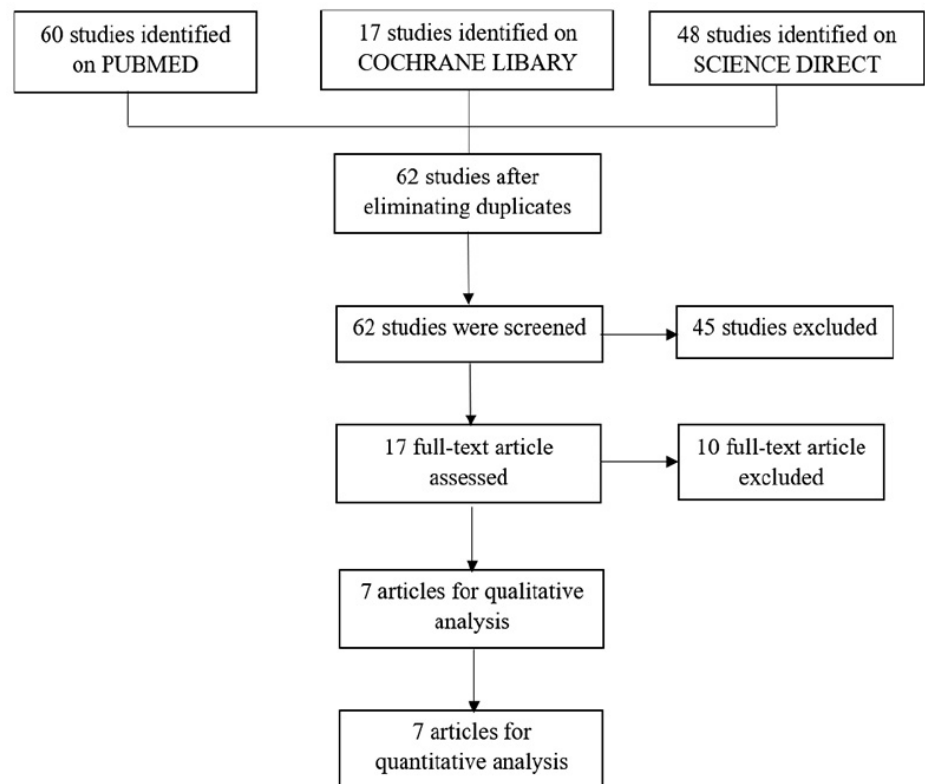 60 studies identified
on PUBMED
17 studies identified on
COCHRANE LIBARY
48 studies identified on
SCIENCE DIRECT
62 studies after
eliminating duplicates
62 studies were screened
45 studies excluded
17 full-text article
assessed
10 full-text article
excluded
7 articles for qualitative
analysis
7 articles for
quantitative analysis